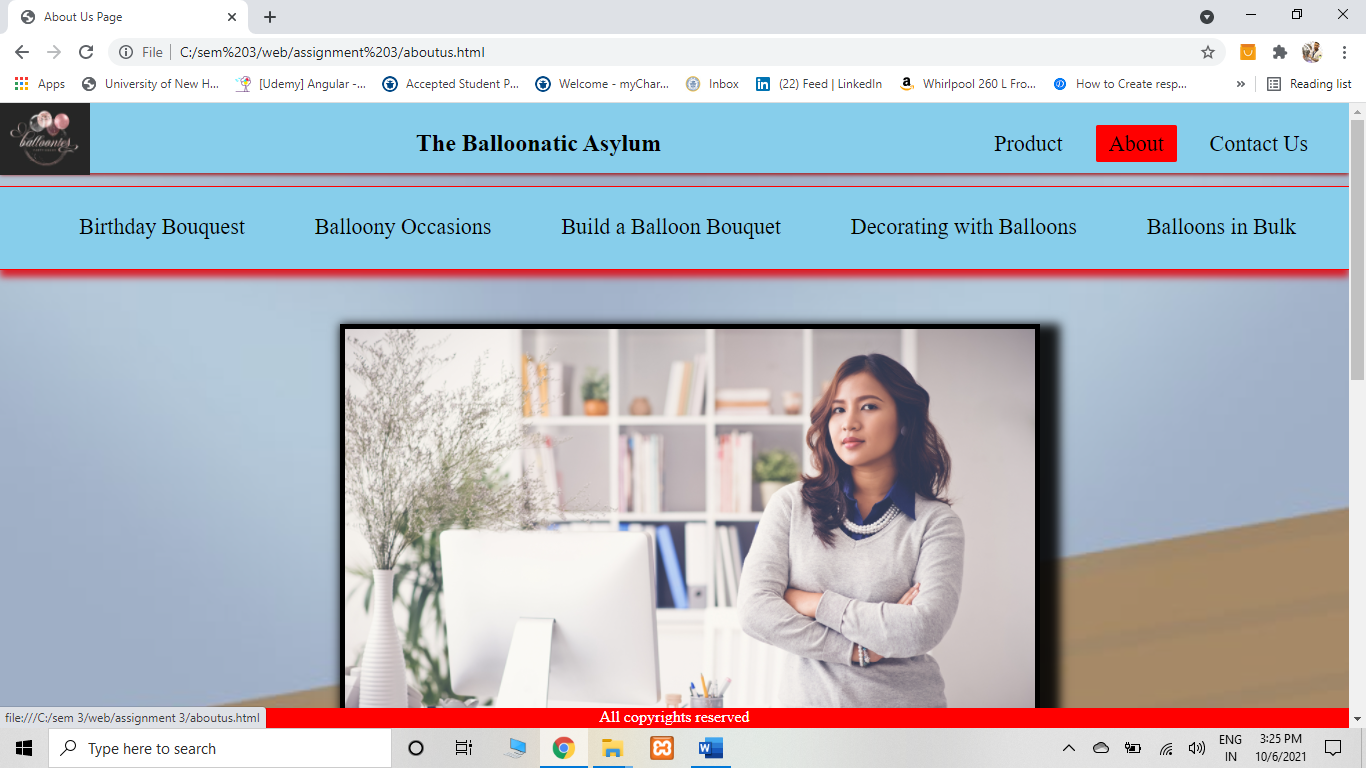 About Us Page
File | C:/sem%203/web/assignment%203/aboutus.html
Apps University of New H... [Udemy] Angular -... Accepted Student P... Welcome - myChar... Inbox (22) Feed | LinkedIn Whirlpool 260 L Fro... How to Create resp... » Reading list
balloontes
The Balloonatic Asylum Product About Contact Us
Birthday Bouquest Balloony Occasions Build a Balloon Bouquet Decorating with Balloons Balloons in Bulk
file:///C:/sem 3/web/assignment 3/aboutus.html All copyrights reserved
Type here to search ENG 3:25 PM
IN 10/6/2021